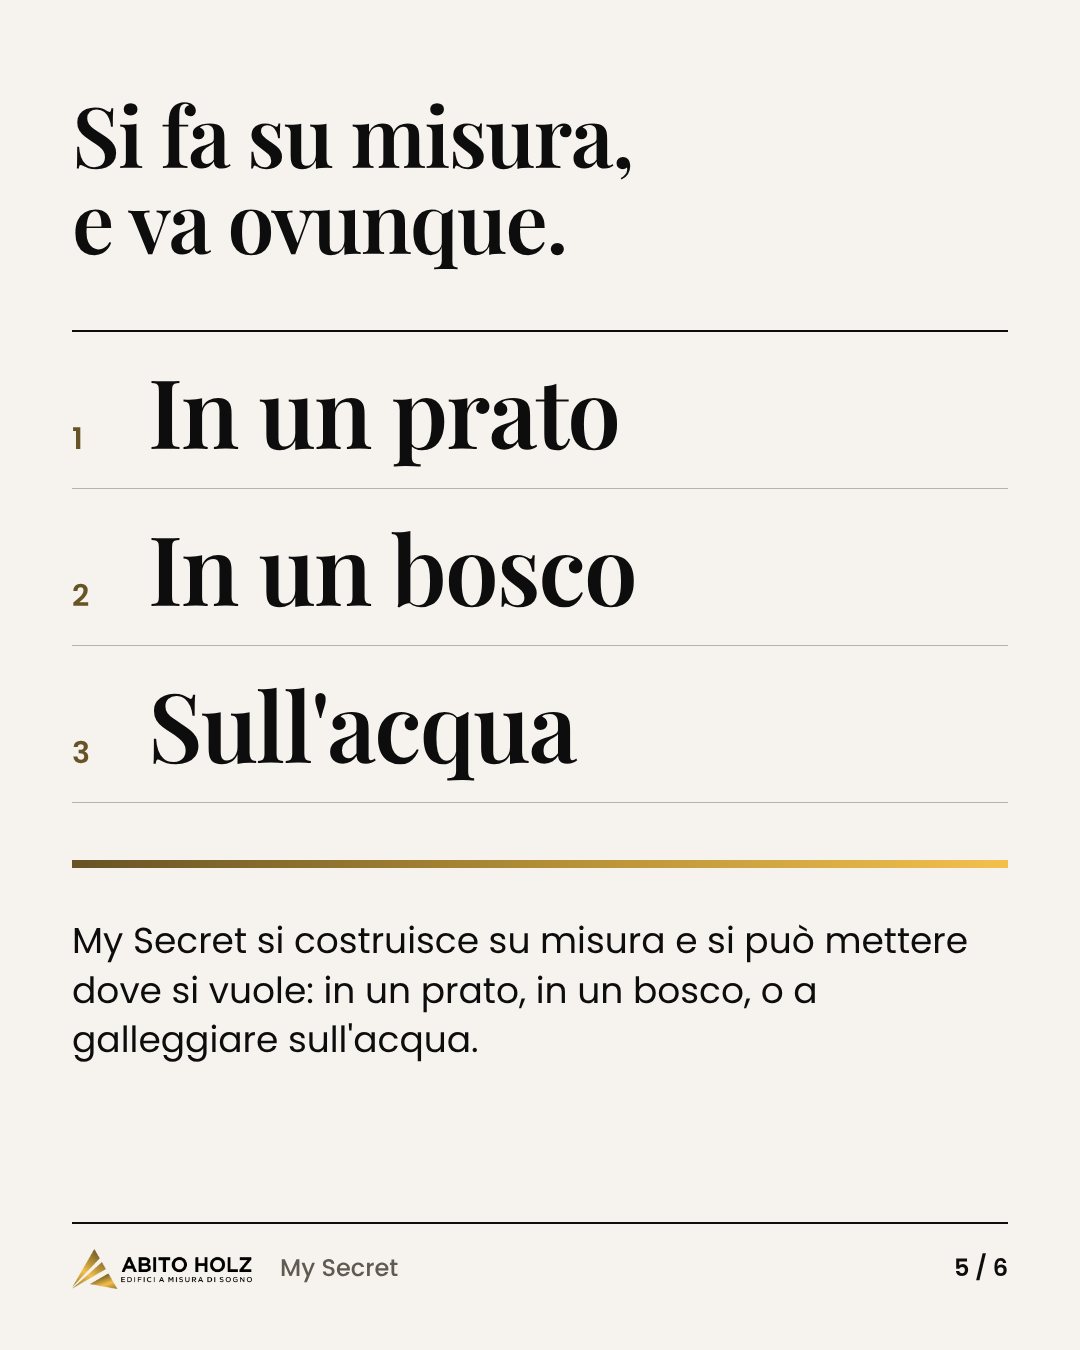 Si fa su misura,
e va ovunque.
1 In un prato
2 In un bosco
3 Sull'acqua
My Secret si costruisce su misura e si può mettere
dove si vuole: in un prato, in un bosco, o a
galleggiare sull'acqua.
ABITO HOLZ
EDIFICI A MISURA DI SOGNO
My Secret
5 / 6